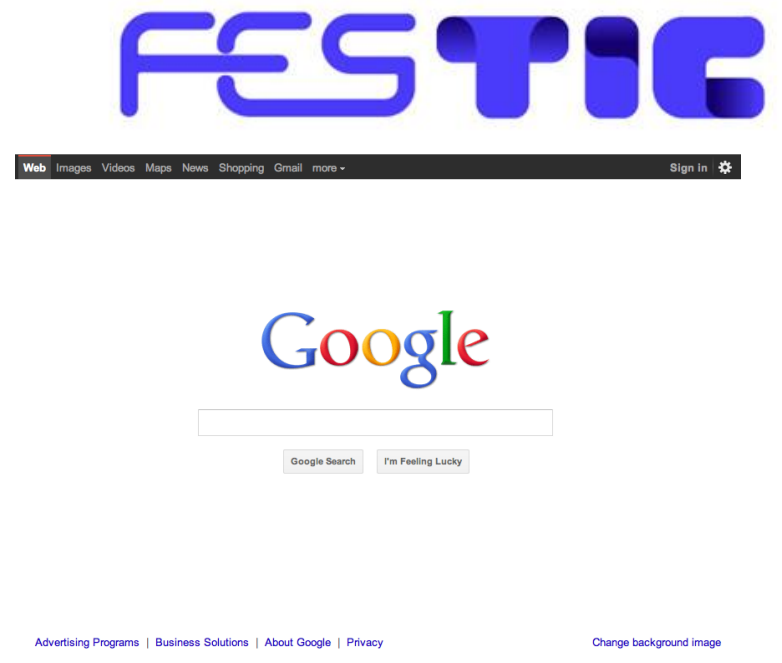 FESTIC
Web Images Videos Maps News Shopping Gmail more Sign in
Google
Google Search I'm Feeling Lucky
Advertising Programs | Business Solutions | About Google | Privacy Change background image